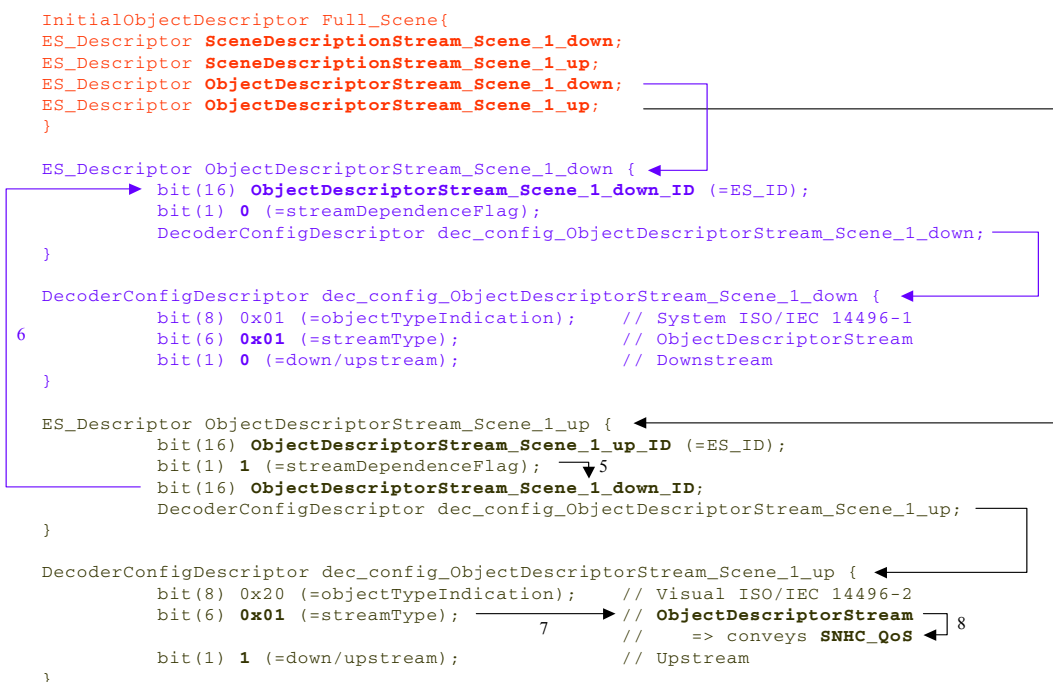 InitialObjectDescriptor Full_Scene{
ES_Descriptor SceneDescriptionStream_Scene_1_down;
ES_Descriptor SceneDescriptionStream_Scene_1_up;
ES_Descriptor ObjectDescriptorStream_Scene_1_down;
ES_Descriptor ObjectDescriptorStream_Scene_1_up;
}
ES_Descriptor ObjectDescriptorStream_Scene_1_down {
bit(16) ObjectDescriptorStream_Scene_1_down_ID (=ES_ID);
bit(1) 0 (=streamDependenceFlag);
DecoderConfigDescriptor dec_config_ObjectDescriptorStream_Scene_1_down;
}
DecoderConfigDescriptor dec_config_ObjectDescriptorStream_Scene_1_down {
bit(8) 0x01 (=objectTypeIndication); // System ISO/IEC 14496-1
6
bit(6) 0x01 (=streamType); // ObjectDescriptorStream
bit(1) 0 (=down/upstream); // Downstream
}
ES_Descriptor ObjectDescriptorStream_Scene_1_up {
bit(16) ObjectDescriptorStream_Scene_1_up_ID (=ES_ID);
bit(1) 1 (=streamDependenceFlag); 5
bit(16) ObjectDescriptorStream_Scene_1_down_ID;
DecoderConfigDescriptor dec_config_ObjectDescriptorStream_Scene_1_up;
}
DecoderConfigDescriptor dec_config_ObjectDescriptorStream_Scene_1_up {
bit(8) 0x20 (=objectTypeIndication); // Visual ISO/IEC 14496-2
bit(6) 0x01 (=streamType); 7 // ObjectDescriptorStream 8
// => conveys SNHC_QoS
bit(1) 1 (=down/upstream); // Upstream
}